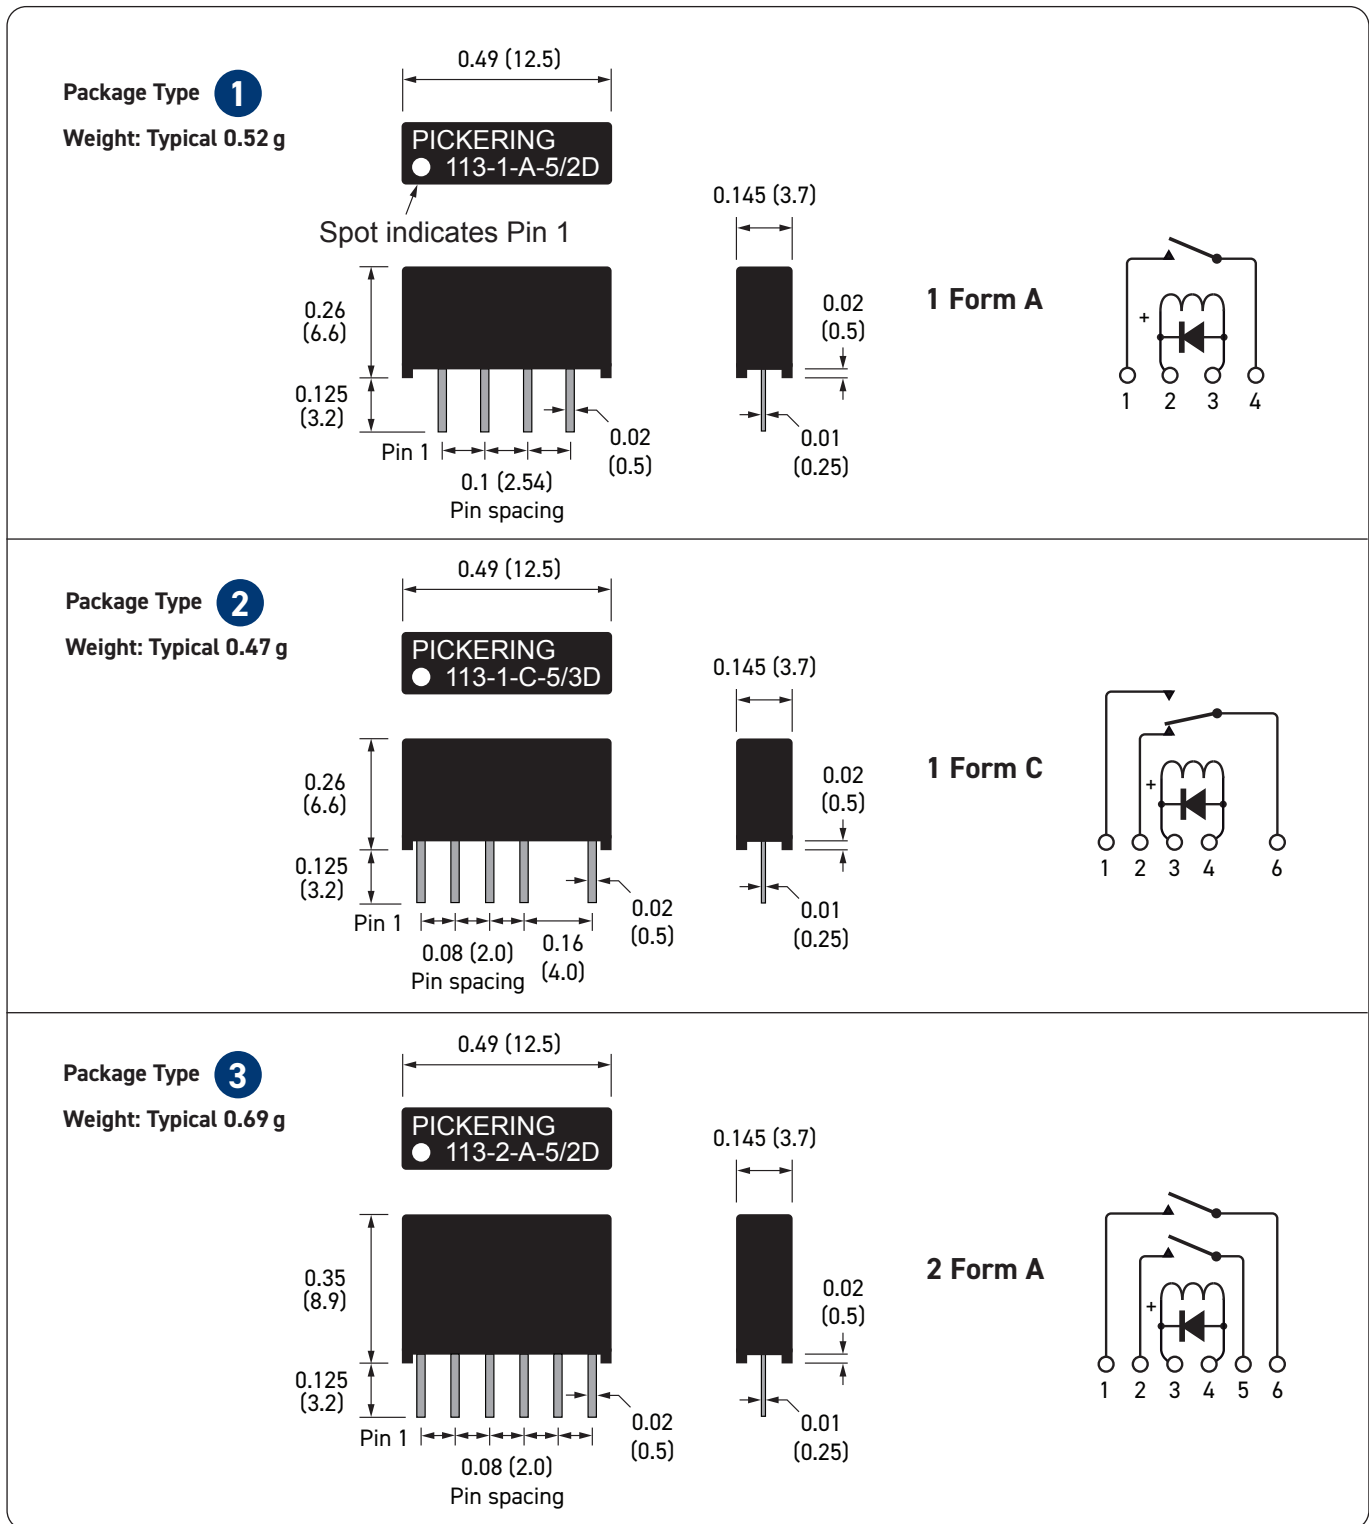 Package Type 1
Weight: Typical 0.52 g
0.49 (12.5)
PICKERING
113-1-A-5/2D
Spot indicates Pin 1
0.26
(6.6)
0.125
(3.2)
Pin 1
0.1 (2.54)
Pin spacing
0.02
(0.5)
0.145 (3.7)
0.02
(0.5)
0.01
(0.25)
1 Form A
+
1 2 3 4
Package Type 2
Weight: Typical 0.47 g
0.49 (12.5)
PICKERING
113-1-C-5/3D
0.26
(6.6)
0.125
(3.2)
Pin 1
0.08 (2.0)
Pin spacing
0.16
(4.0)
0.02
(0.5)
0.145 (3.7)
0.02
(0.5)
0.01
(0.25)
1 Form C
+
1 2 3 4 6
Package Type 3
Weight: Typical 0.69 g
0.49 (12.5)
PICKERING
113-2-A-5/2D
0.35
(8.9)
0.125
(3.2)
Pin 1
0.08 (2.0)
Pin spacing
0.02
(0.5)
0.145 (3.7)
0.02
(0.5)
0.01
(0.25)
2 Form A
+
1 2 3 4 5 6